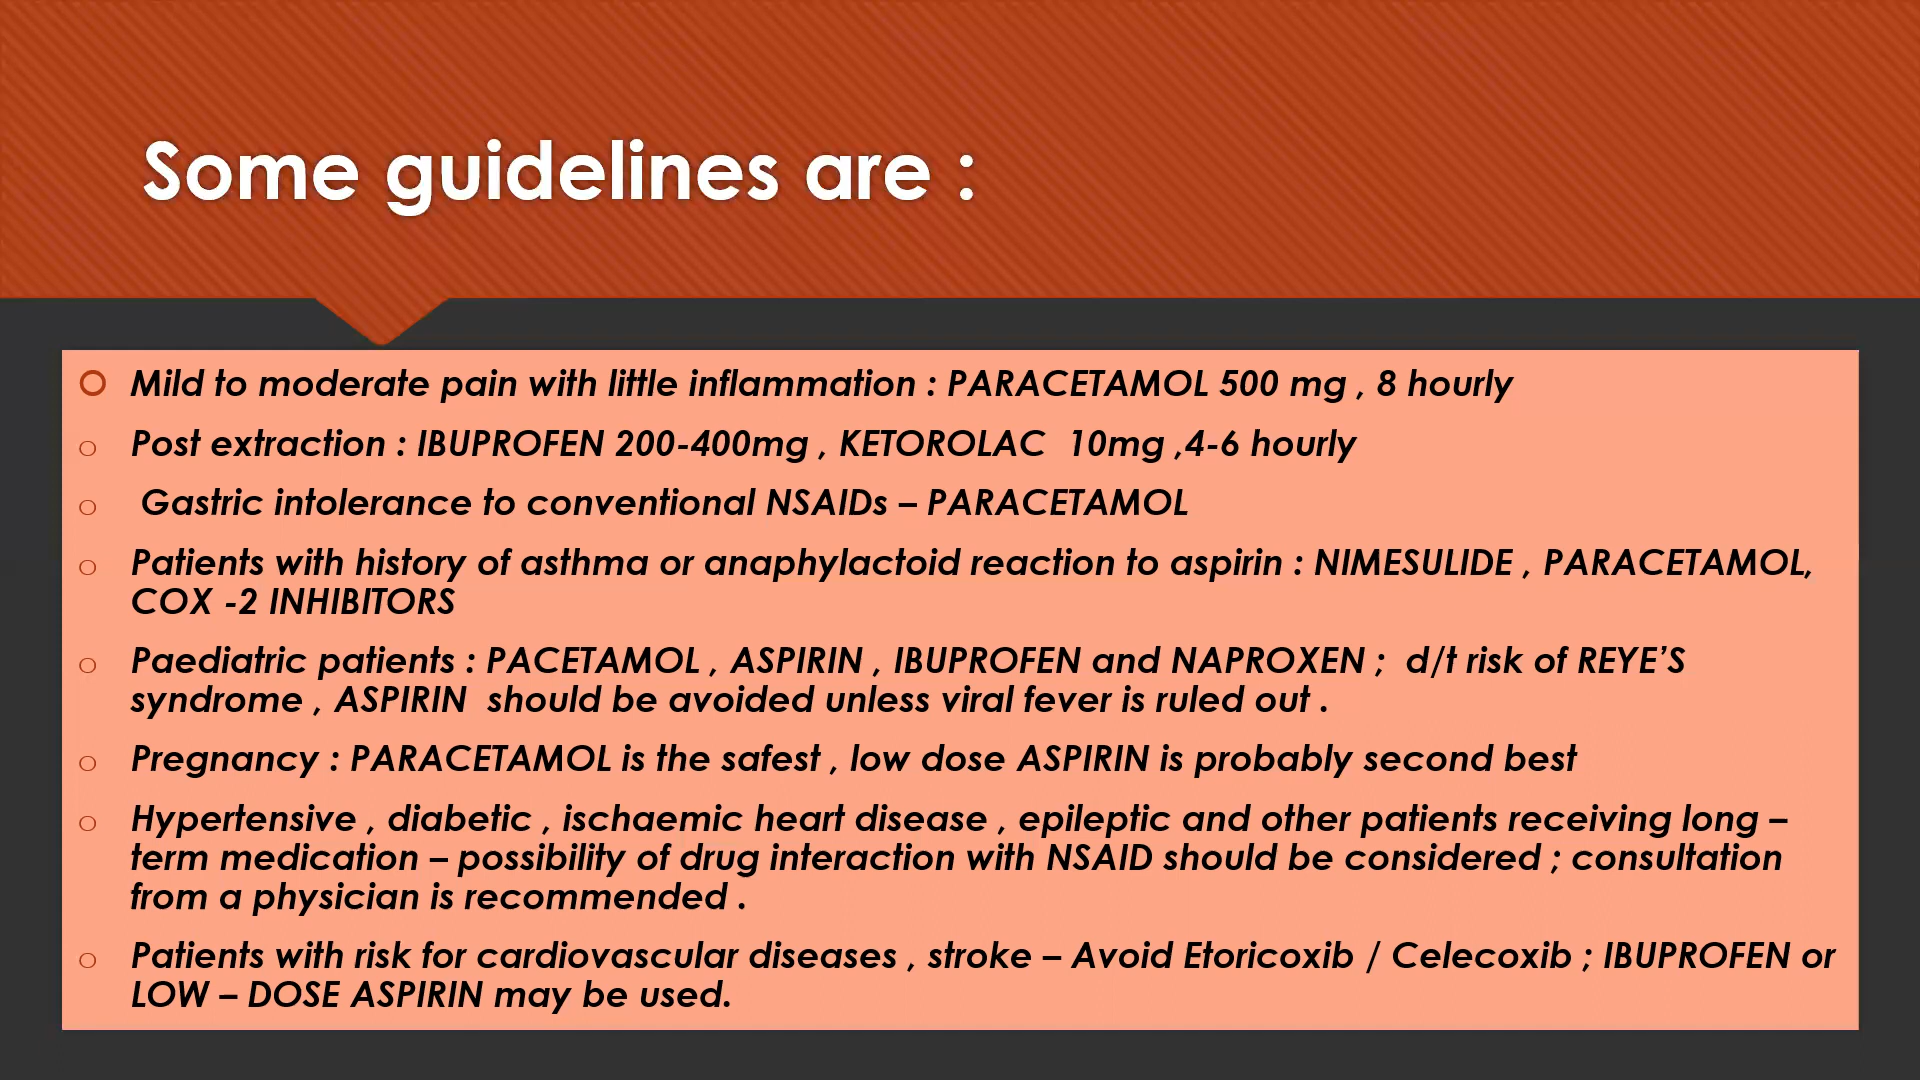 Some guidelines are :
Mild to moderate pain with little inflammation : PARACETAMOL 500 mg , 8 hourly
Post extraction : IBUPROFEN 200-400mg , KETOROLAC 10mg ,4-6 hourly
Gastric intolerance to conventional NSAIDs – PARACETAMOL
Patients with history of asthma or anaphylactoid reaction to aspirin : NIMESULIDE , PARACETAMOL,
COX -2 INHIBITORS
Paediatric patients : PACETAMOL , ASPIRIN , IBUPROFEN and NAPROXEN ; d/t risk of REYE’S
syndrome , ASPIRIN should be avoided unless viral fever is ruled out .
Pregnancy : PARACETAMOL is the safest , low dose ASPIRIN is probably second best
Hypertensive , diabetic , ischaemic heart disease , epileptic and other patients receiving long –
term medication – possibility of drug interaction with NSAID should be considered ; consultation
from a physician is recommended .
Patients with risk for cardiovascular diseases , stroke – Avoid Etoricoxib / Celecoxib ; IBUPROFEN or
LOW – DOSE ASPIRIN may be used.